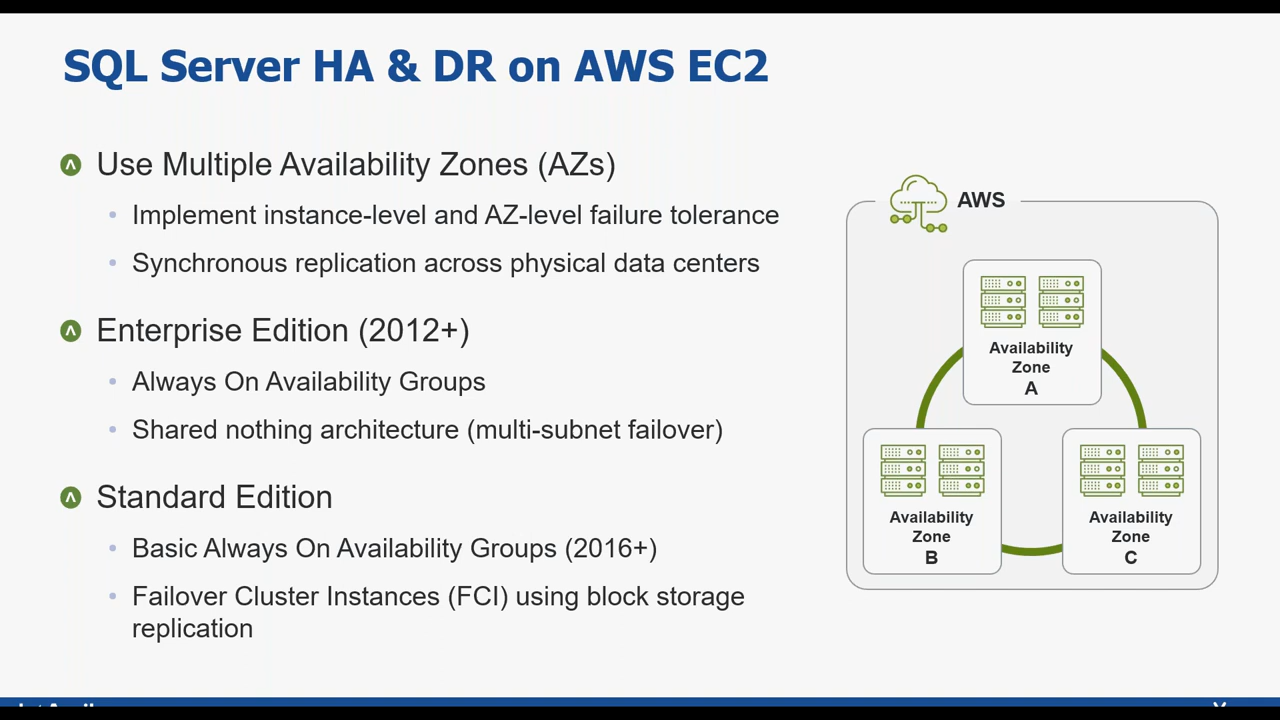 SQL Server HA & DR on AWS EC2
Use Multiple Availability Zones (AZs)
Implement instance-level and AZ-level failure tolerance
Synchronous replication across physical data centers
Enterprise Edition (2012+)
Always On Availability Groups
Shared nothing architecture (multi-subnet failover)
Standard Edition
Basic Always On Availability Groups (2016+)
Failover Cluster Instances (FCI) using block storage
replication
AWS
Availability
Zone
A
Availability
Zone
B
Availability
Zone
C